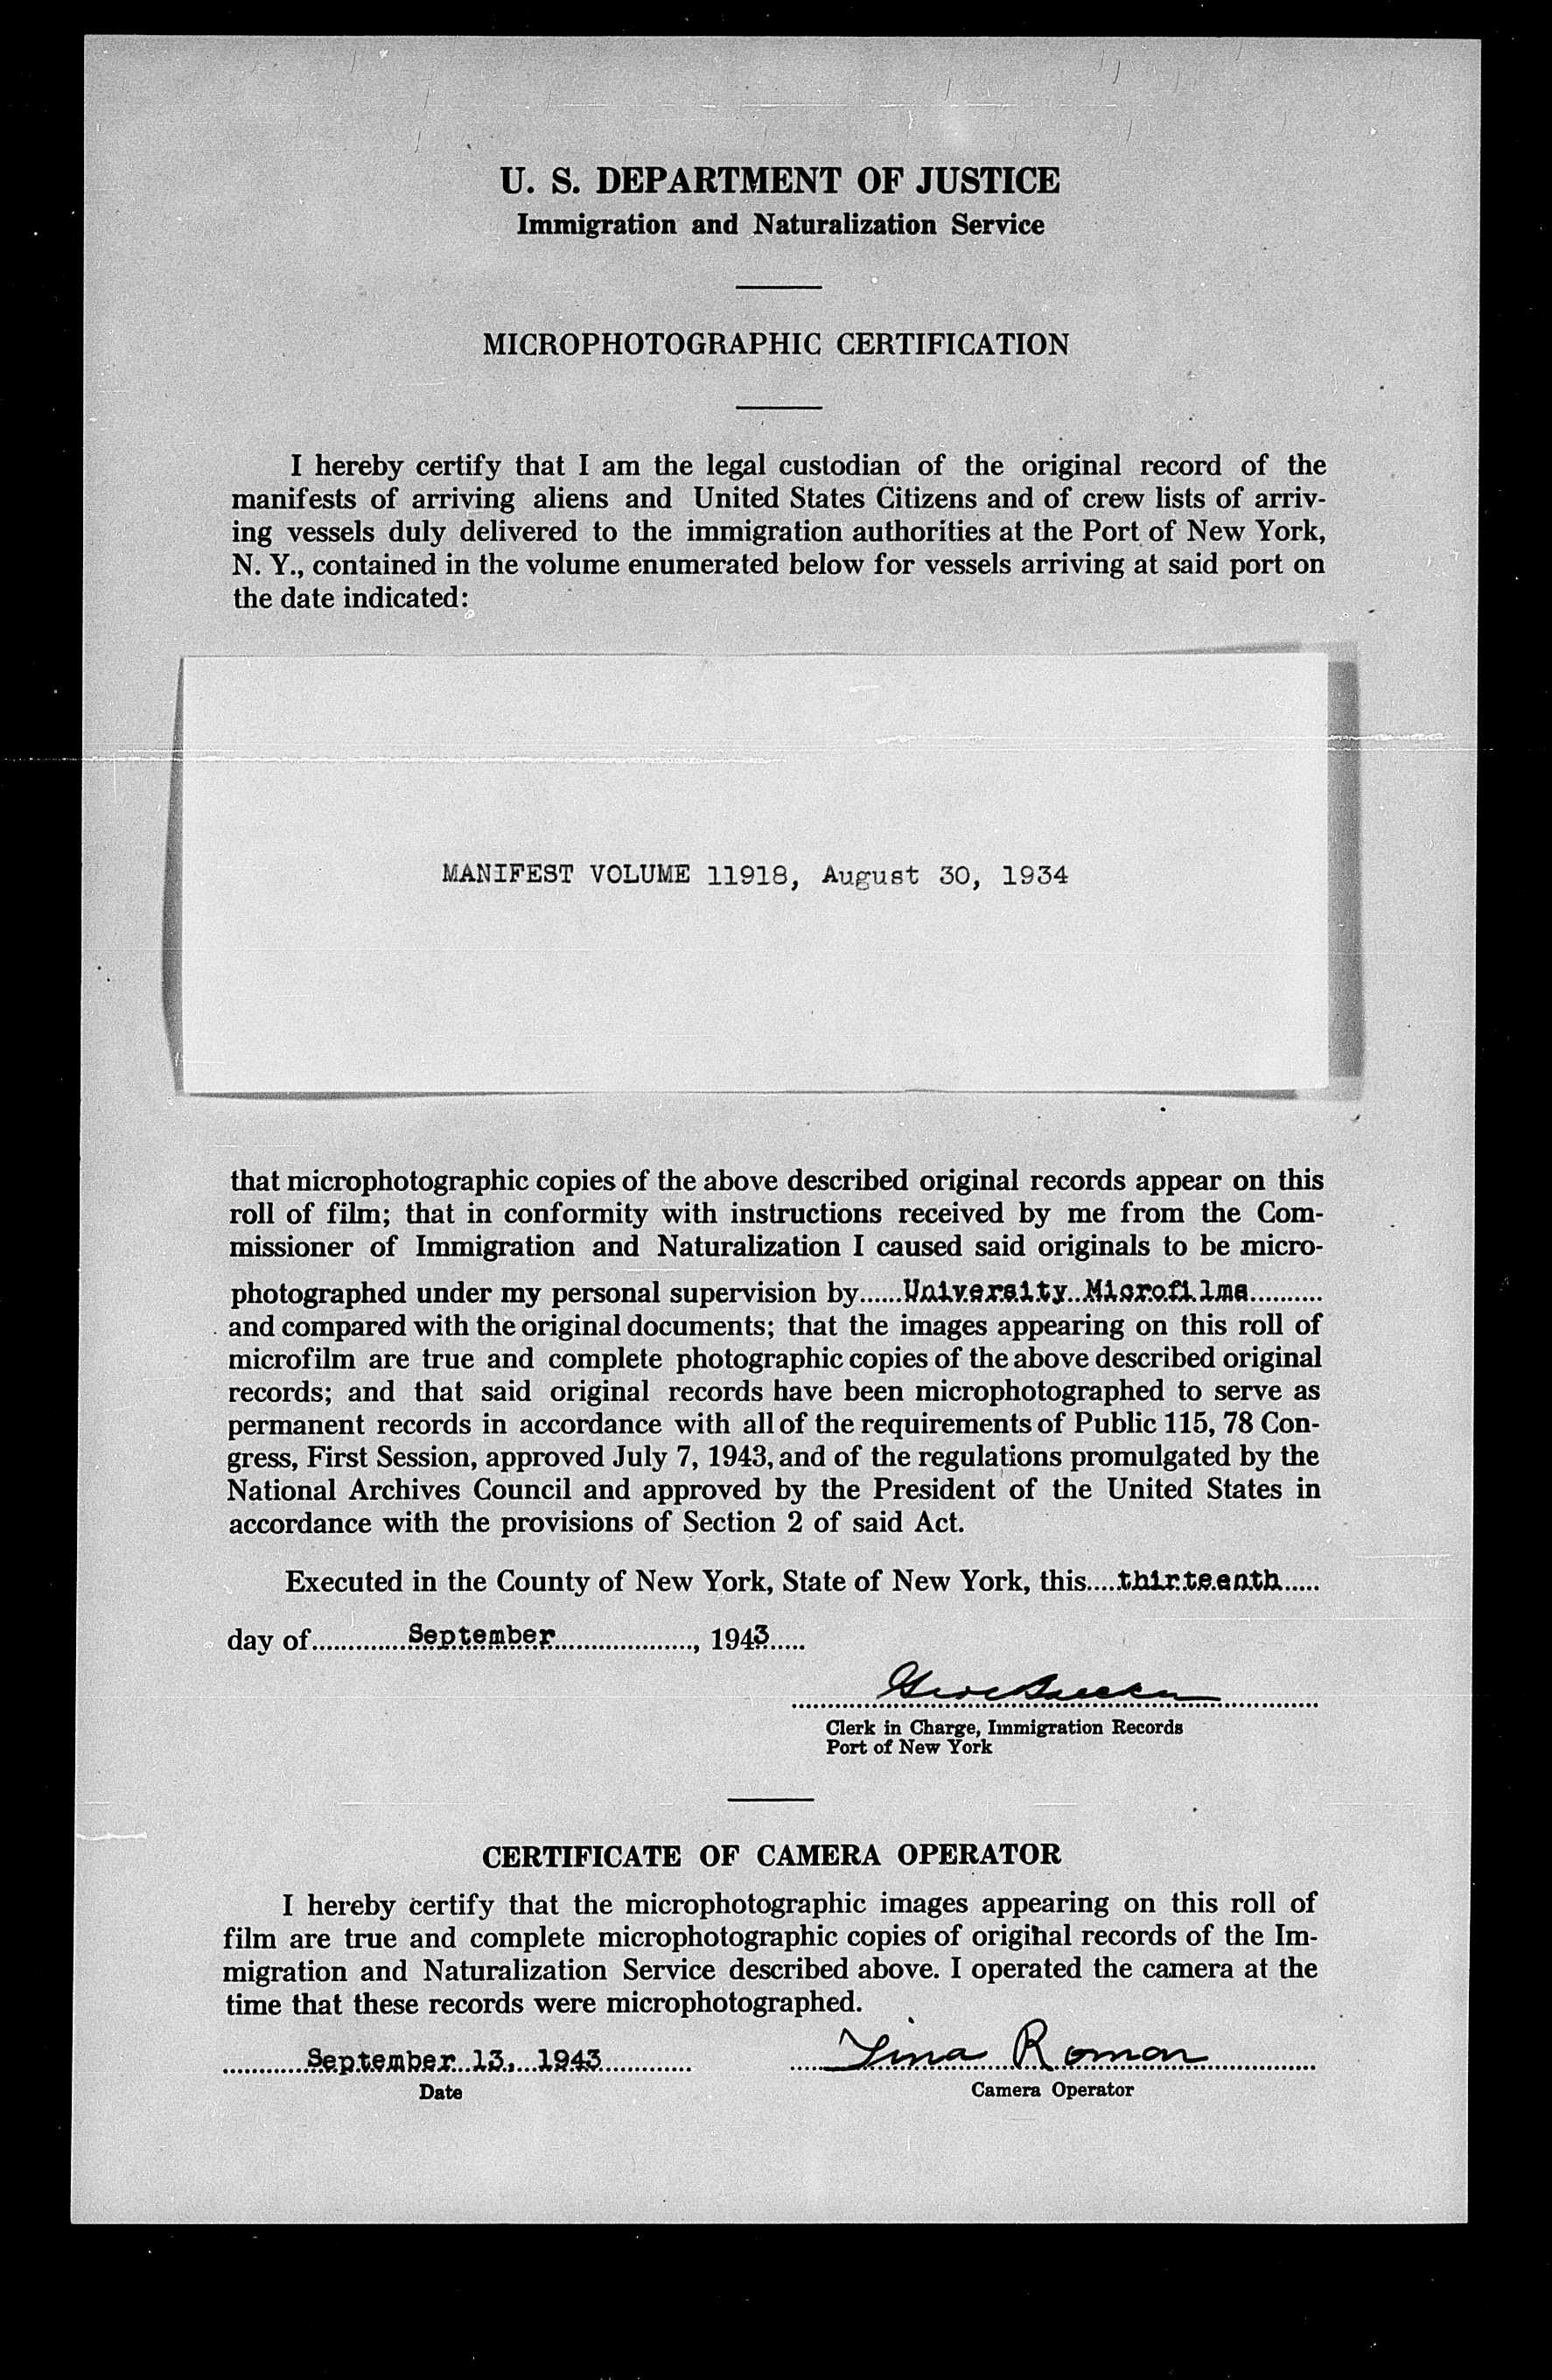 U. S. DEPARTMENT OF JUSTICE
Immigration and Naturalization Service
MICROPHOTOGRAPHIC CERTIFICATION
I hereby certify that I am the legal custodian of the original record of the
manifests of arriving aliens and United States Citizens and of crew lists of arriv-
ing vessels duly delivered to the immigration authorities at the Port of New York,
N. Y., contained in the volume enumerated below for vessels arriving at said port on
the date indicated:
MANIFEST VOLUME 11918, August 30, 1934
that microphotographic copies of the above described original records appear on this
roll of film; that in conformity with instructions received by me from the Com-
missioner of Immigration and Naturalization I caused said originals to be micro-
photographed under my personal supervision by......University Microfilms..........
and compared with the original documents; that the images appearing on this roll of
microfilm are true and complete photographic copies of the above described original
records; and that said original records have been microphotographed to serve as
permanent records in accordance with all of the requirements of Public 115, 78 Con-
gress, First Session, approved July 7, 1943, and of the regulations promulgated by the
National Archives Council and approved by the President of the United States in
accordance with the provisions of Section 2 of said Act.
Executed in the County of New York, State of New York, this.....thirteenth.....
day of.............September...................., 1943.....
Clerk in Charge, Immigration Records
Port of New York
CERTIFICATE OF CAMERA OPERATOR
I hereby certify that the microphotographic images appearing on this roll of
film are true and complete microphotographic copies of original records of the Im-
migration and Naturalization Service described above. I operated the camera at the
time that these records were microphotographed.
............September 13, 1943............ Tina Roman
Date Camera Operator